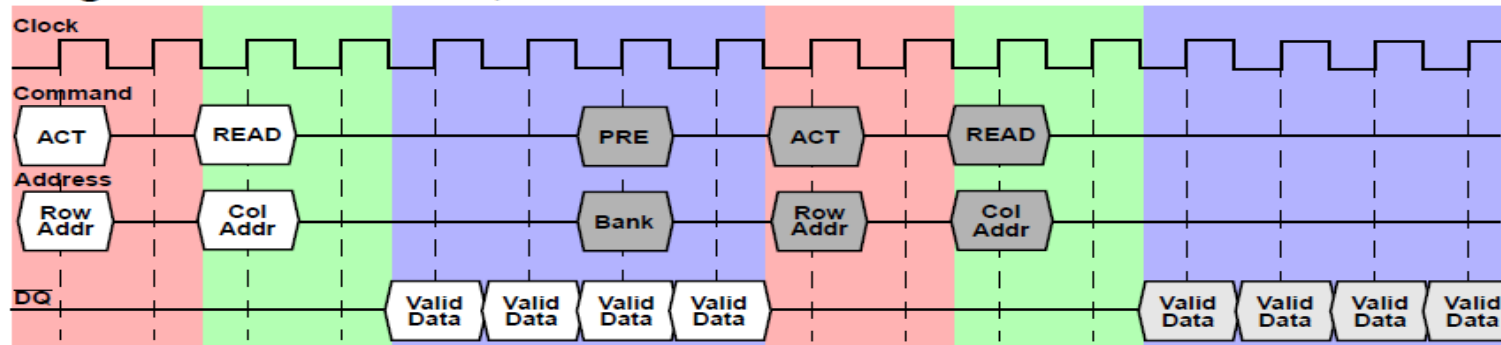 Clock
Command
ACT
READ
PRE
ACT
READ
Address
Row
Addr
Col
Addr
Bank
Row
Addr
Col
Addr
DQ
Valid
Data
Valid
Data
Valid
Data
Valid
Data
Valid
Data
Valid
Data
Valid
Data
Valid
Data